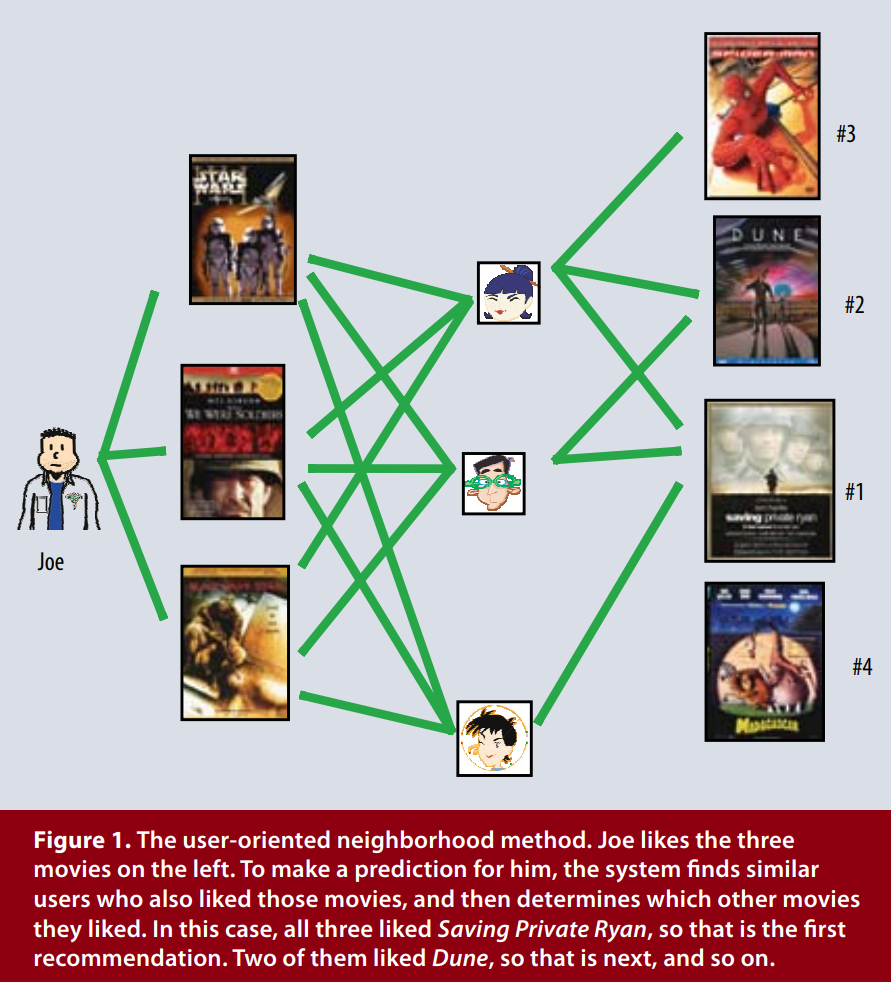 SPIDER-MAN
#3
STAR
WARS
DUNE
#2
WE WERE SOLDIERS
#1
saving private ryan
Joe
#4
MADAGASCAR
Figure 1. The user-oriented neighborhood method. Joe likes the three
movies on the left. To make a prediction for him, the system finds similar
users who also liked those movies, and then determines which other movies
they liked. In this case, all three liked Saving Private Ryan, so that is the first
recommendation. Two of them liked Dune, so that is next, and so on.